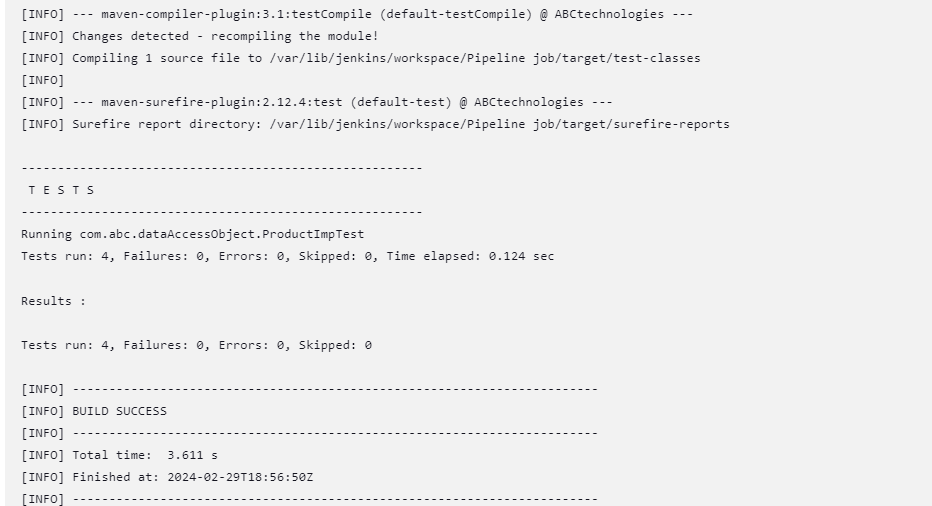 [INFO] --- maven-compiler-plugin:3.1:testCompile (default-testCompile) @ ABCtechnologies ---
[INFO] Changes detected - recompiling the module!
[INFO] Compiling 1 source file to /var/lib/jenkins/workspace/Pipeline job/target/test-classes
[INFO]
[INFO] --- maven-surefire-plugin:2.12.4:test (default-test) @ ABCtechnologies ---
[INFO] Surefire report directory: /var/lib/jenkins/workspace/Pipeline job/target/surefire-reports
-------------------------------------------------------
T E S T S
-------------------------------------------------------
Running com.abc.dataAccessObject.ProductImpTest
Tests run: 4, Failures: 0, Errors: 0, Skipped: 0, Time elapsed: 0.124 sec
Results :
Tests run: 4, Failures: 0, Errors: 0, Skipped: 0
[INFO] ------------------------------------------------------------------------
[INFO] BUILD SUCCESS
[INFO] ------------------------------------------------------------------------
[INFO] Total time:  3.611 s
[INFO] Finished at: 2024-02-29T18:56:50Z
[INFO] ------------------------------------------------------------------------